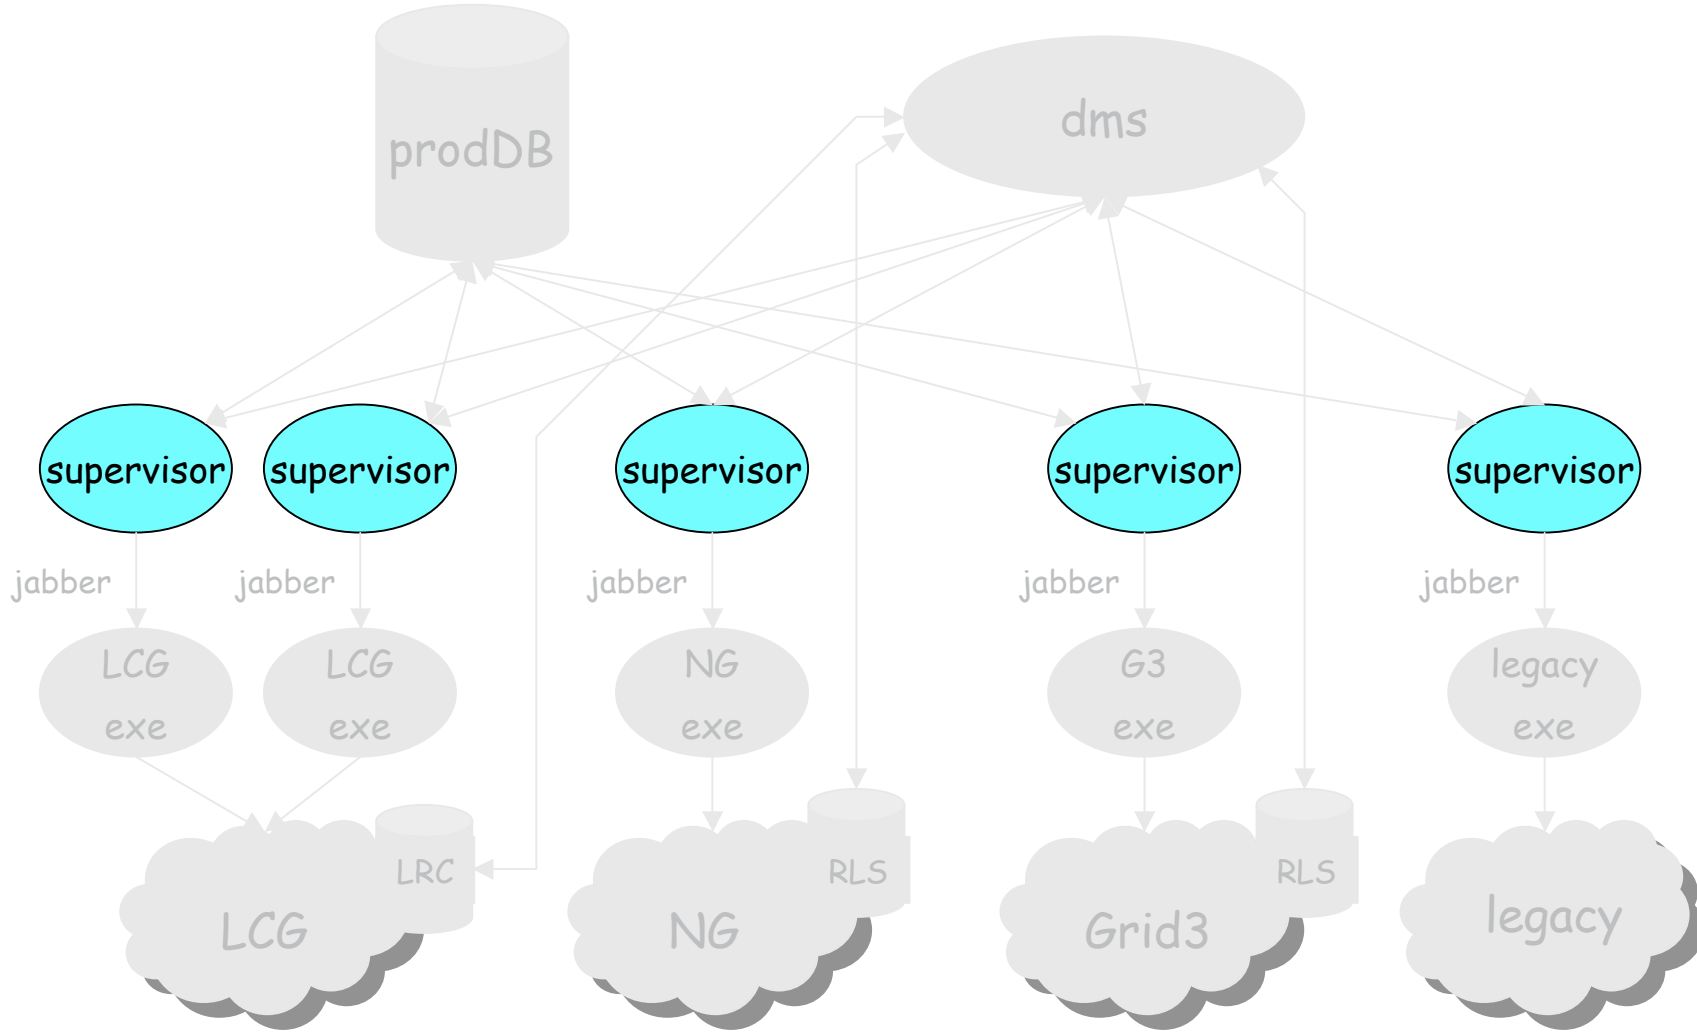 prodDB
dms
supervisor
supervisor
supervisor
supervisor
supervisor
jabber
jabber
jabber
jabber
jabber
LCG
exe
LCG
exe
NG
exe
G3
exe
legacy
exe
LRC
RLS
RLS
LCG
NG
Grid3
legacy